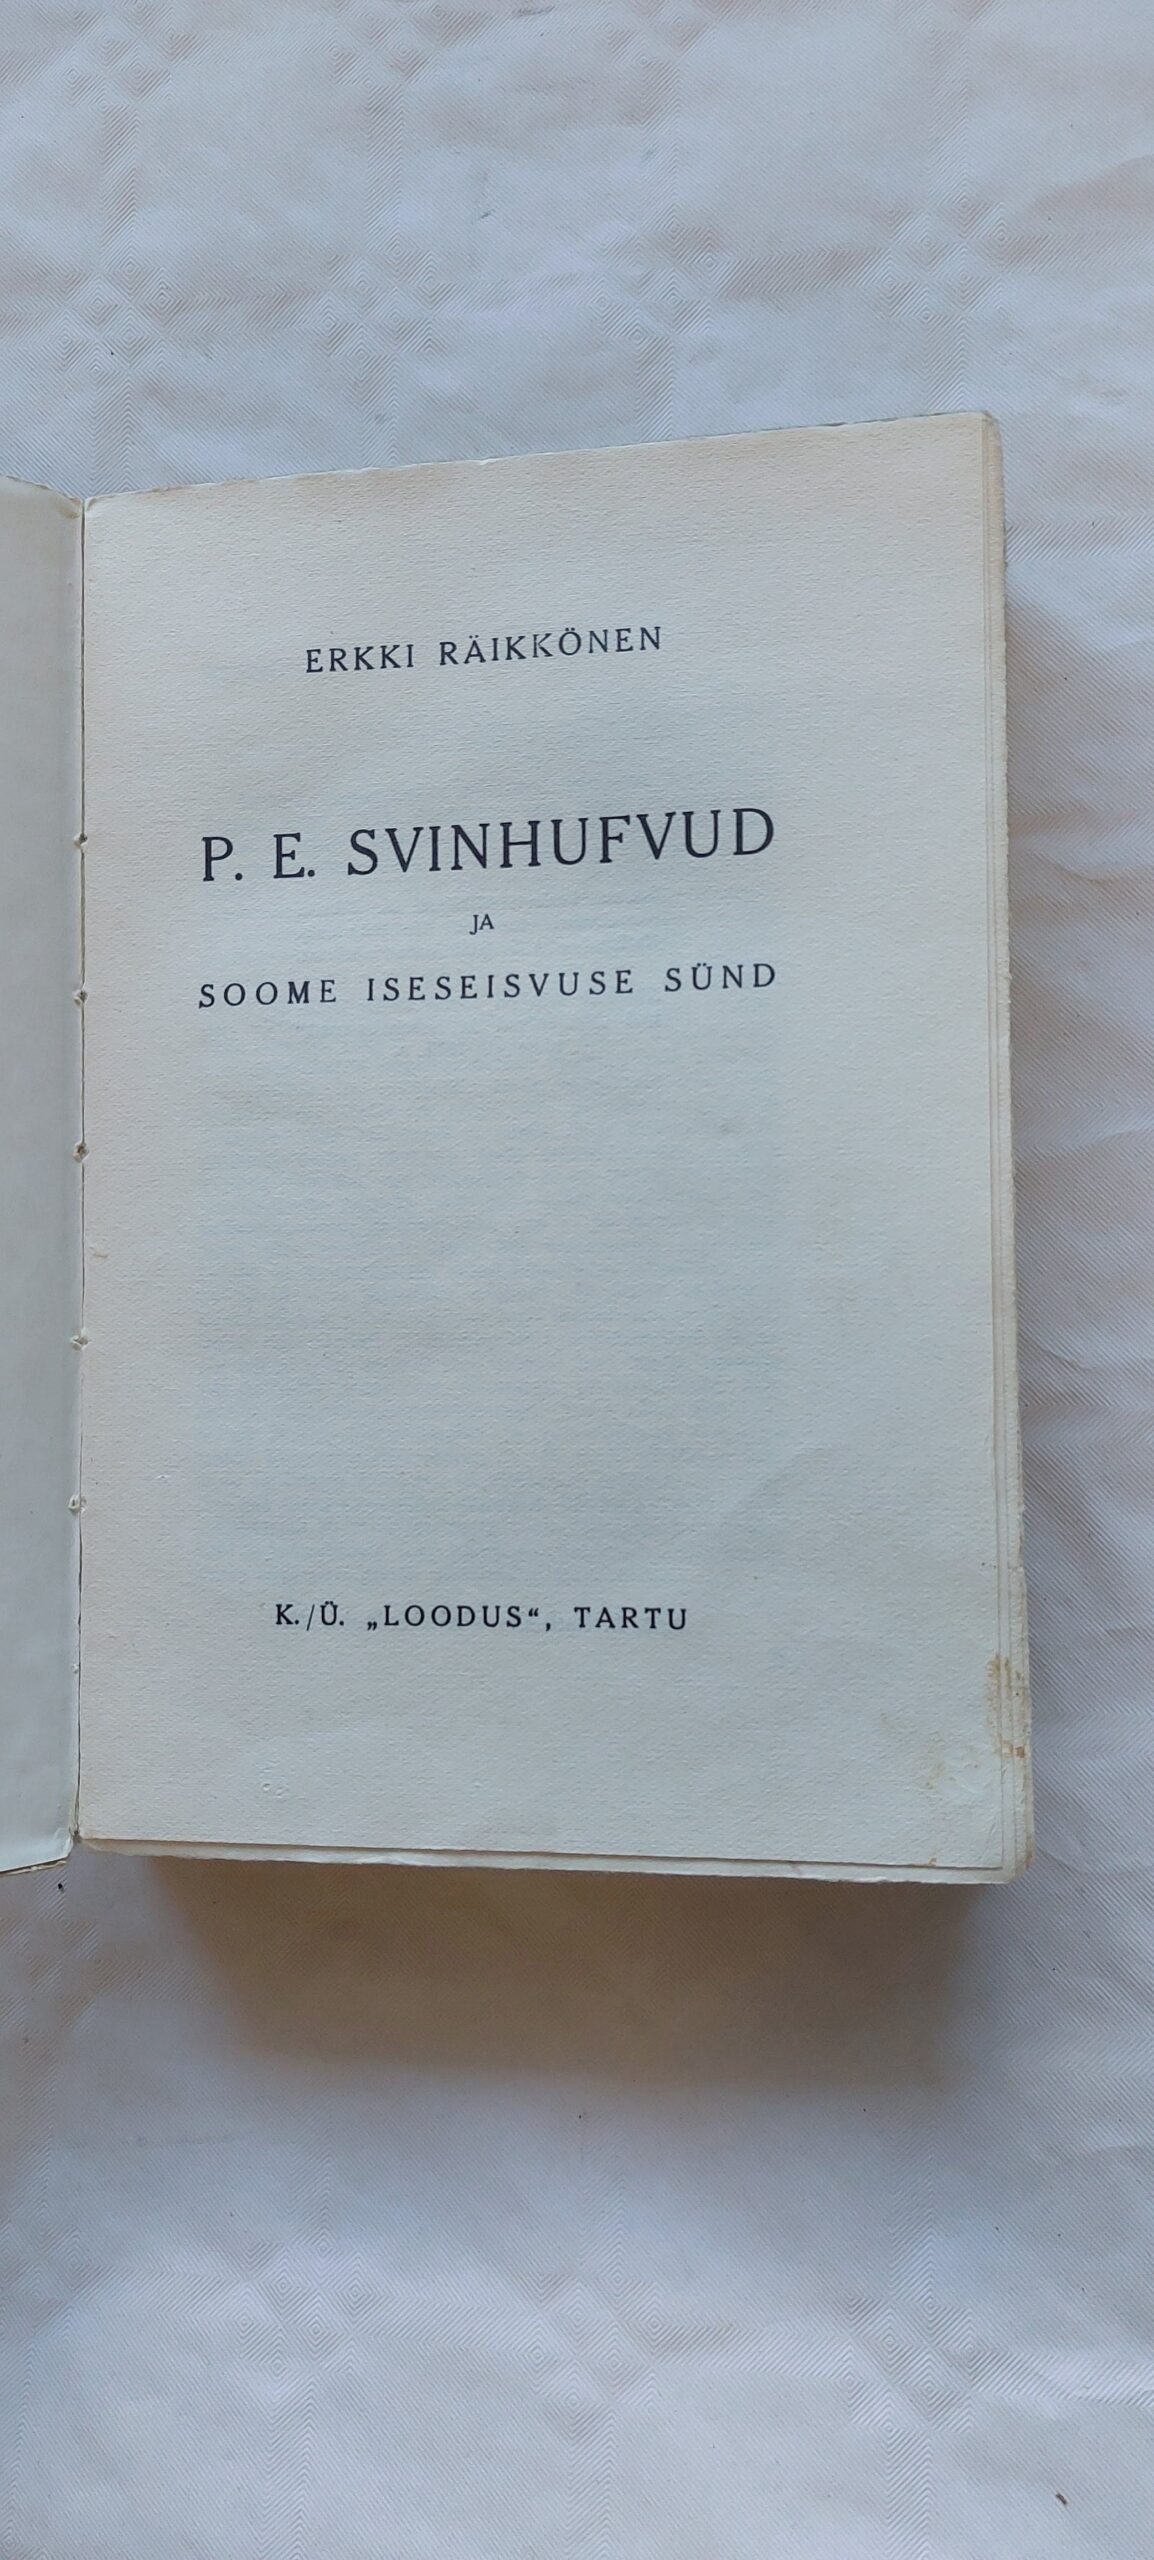 ERKKI RÄIKKÖNEN
P. E. SVINHUFVUD
JA
SOOME ISESEISVUSE SÜND
K./Ü. „LOODUS“, TARTU